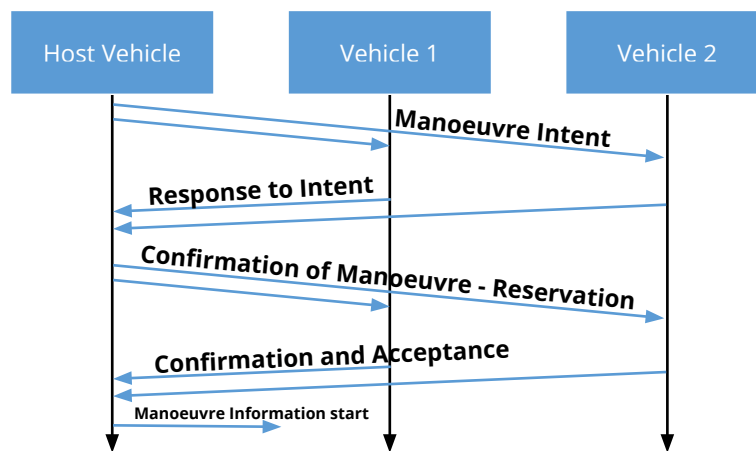 Host Vehicle
Vehicle 1
Vehicle 2
Manoeuvre Intent
Response to Intent
Confirmation of Manoeuvre - Reservation
Confirmation and Acceptance
Manoeuvre Information start